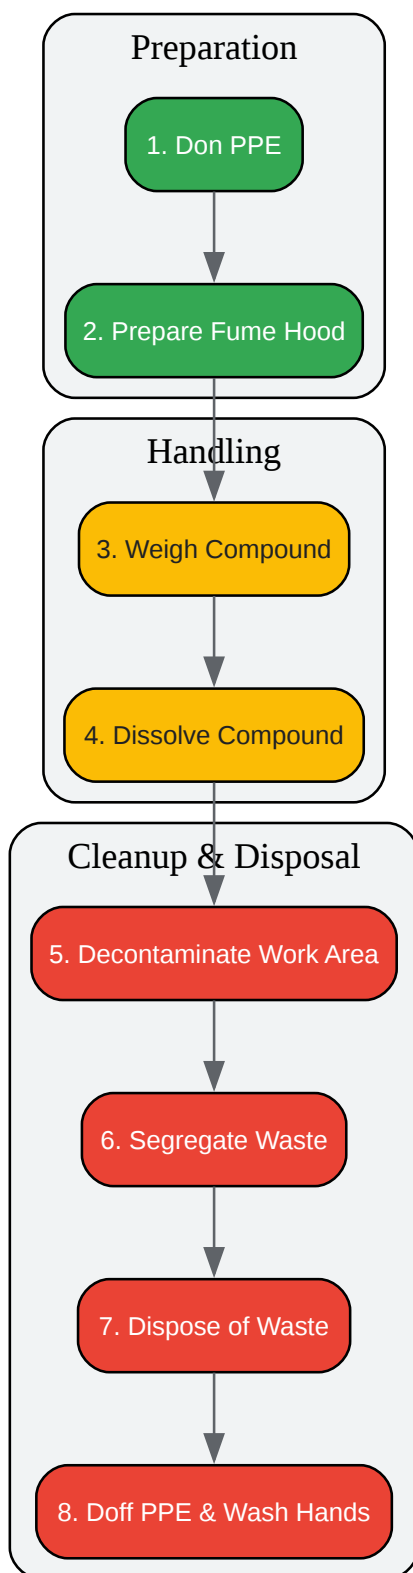 Preparation
1. Don PPE
2. Prepare Fume Hood
Handling
3. Weigh Compound
4. Dissolve Compound
Cleanup & Disposal
5. Decontaminate Work Area
6. Segregate Waste
7. Dispose of Waste
8. Doff PPE & Wash Hands